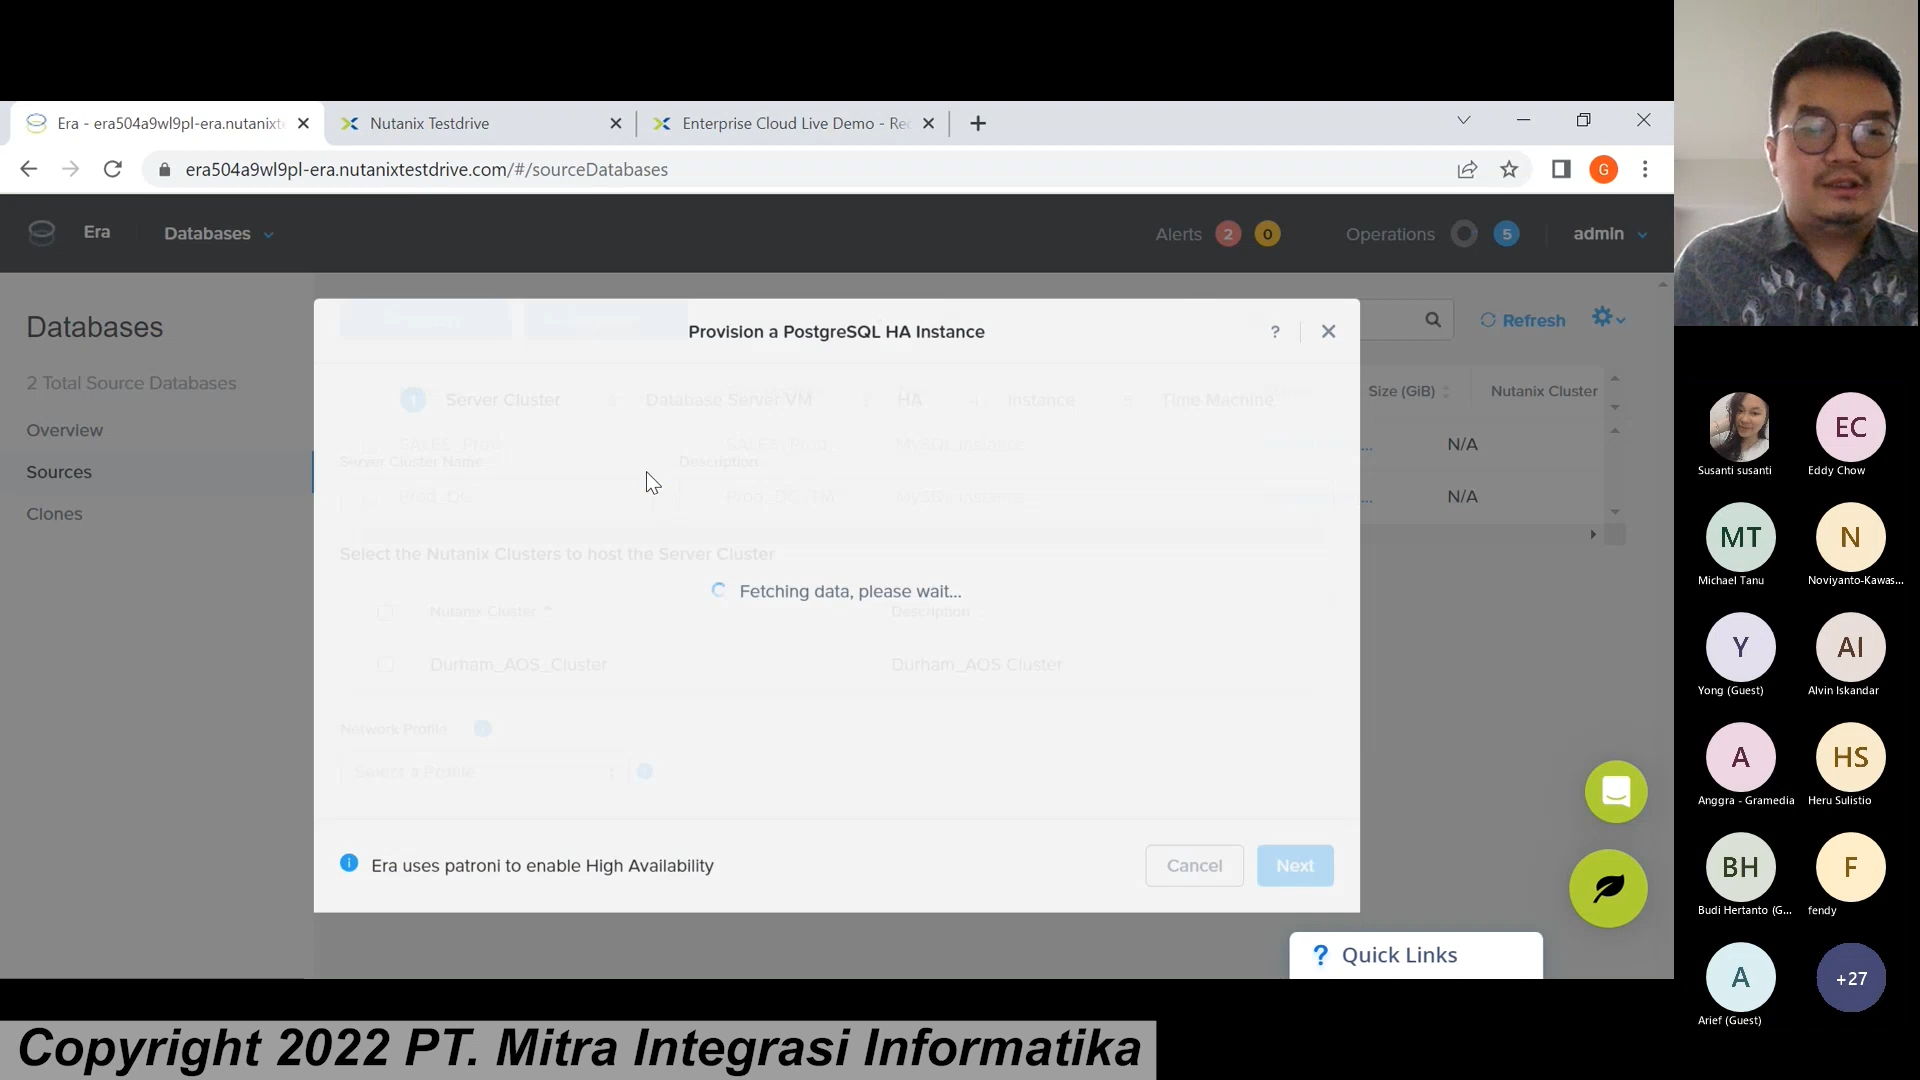 Era - era504a9wl9pl-era.nutanixte
Nutanix Testdrive
Enterprise Cloud Live Demo - Rec
era504a9wl9pl-era.nutanixtestdrive.com/#/sourceDatabases
G
Era
Databases
Alerts 2 0
Operations 5
admin
Databases
2 Total Source Databases
Overview
Sources
Clones
Refresh
Size (GiB)
Nutanix Cluster
...
N/A
...
N/A
Provision a PostgreSQL HA Instance
?
1 Server Cluster
Database Server VM
HA
Instance
Time Machine
SALES_Prod
Server Cluster Name
Description
Select the Nutanix Clusters to host the Server Cluster
Fetching data, please wait...
Nutanix Cluster
Description
Durham_AOS_Cluster
Durham_AOS Cluster
Network Profile
Select a Profile
Era uses patroni to enable High Availability
Cancel
Next
? Quick Links
Susanti susanti
EC
Eddy Chow
MT
Michael Tanu
N
Noviyanto-Kawas...
Y
Yong (Guest)
AI
Alvin Iskandar
A
Anggra - Gramedia
HS
Heru Sulistio
BH
Budi Hertanto (G...
F
fendy
A
Arief (Guest)
+27
Copyright 2022 PT. Mitra Integrasi Informatika